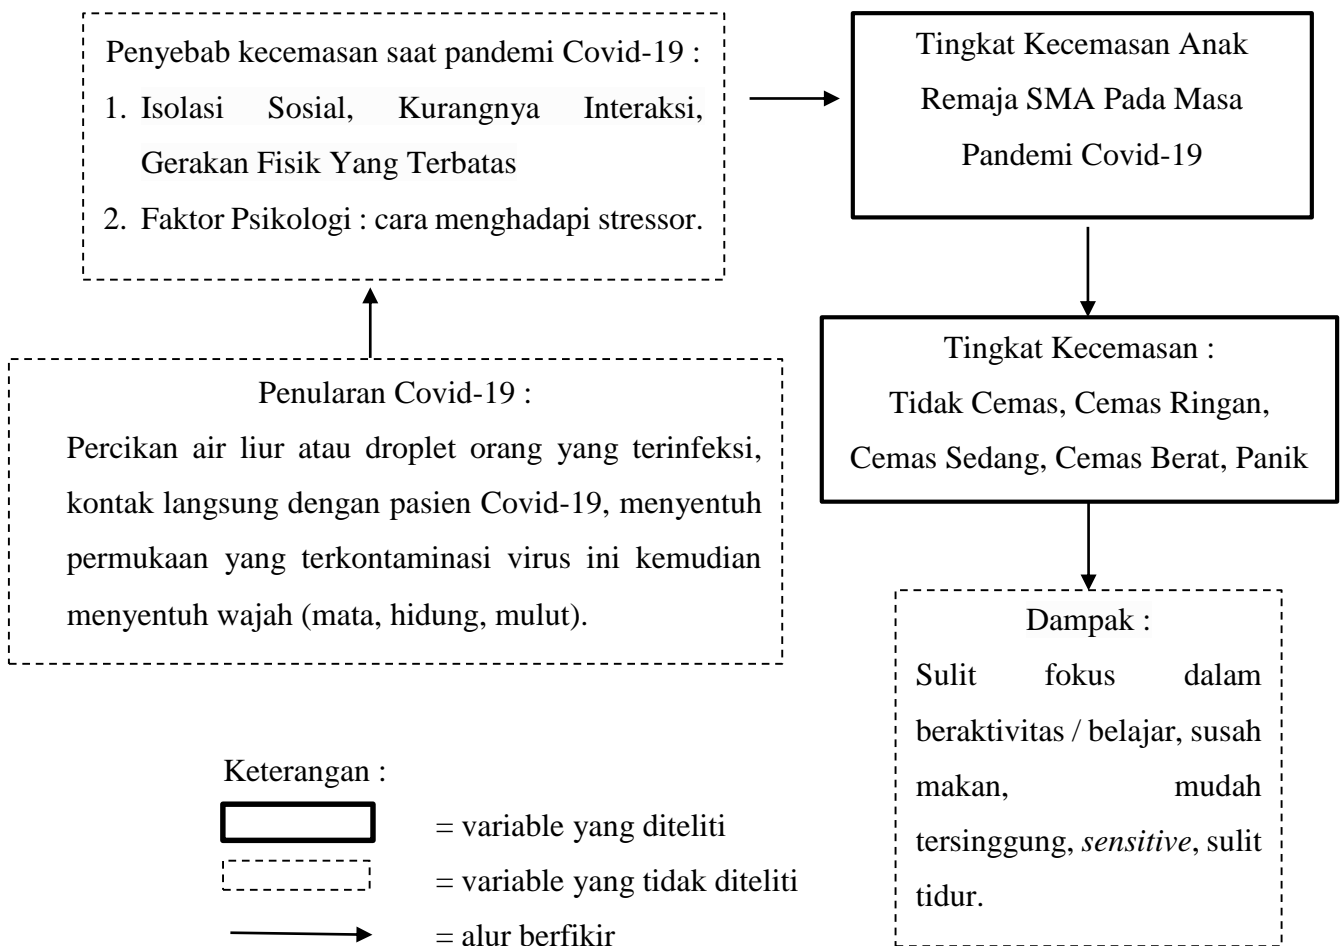 Penyebab kecemasan saat pandemi Covid-19 :
1. Isolasi Sosial, Kurangnya Interaksi,
Gerakan Fisik Yang Terbatas
2. Faktor Psikologi : cara menghadapi stressor.
Tingkat Kecemasan Anak
Remaja SMA Pada Masa
Pandemi Covid-19
Penularan Covid-19 :
Percikan air liur atau droplet orang yang terinfeksi,
kontak langsung dengan pasien Covid-19, menyentuh
permukaan yang terkontaminasi virus ini kemudian
menyentuh wajah (mata, hidung, mulut).
Tingkat Kecemasan :
Tidak Cemas, Cemas Ringan,
Cemas Sedang, Cemas Berat, Panik
Dampak :
Sulit fokus dalam
beraktivitas / belajar, susah
makan, mudah
tersinggung, sensitive, sulit
tidur.
Keterangan :
= variable yang diteliti
= variable yang tidak diteliti
= alur berfikir